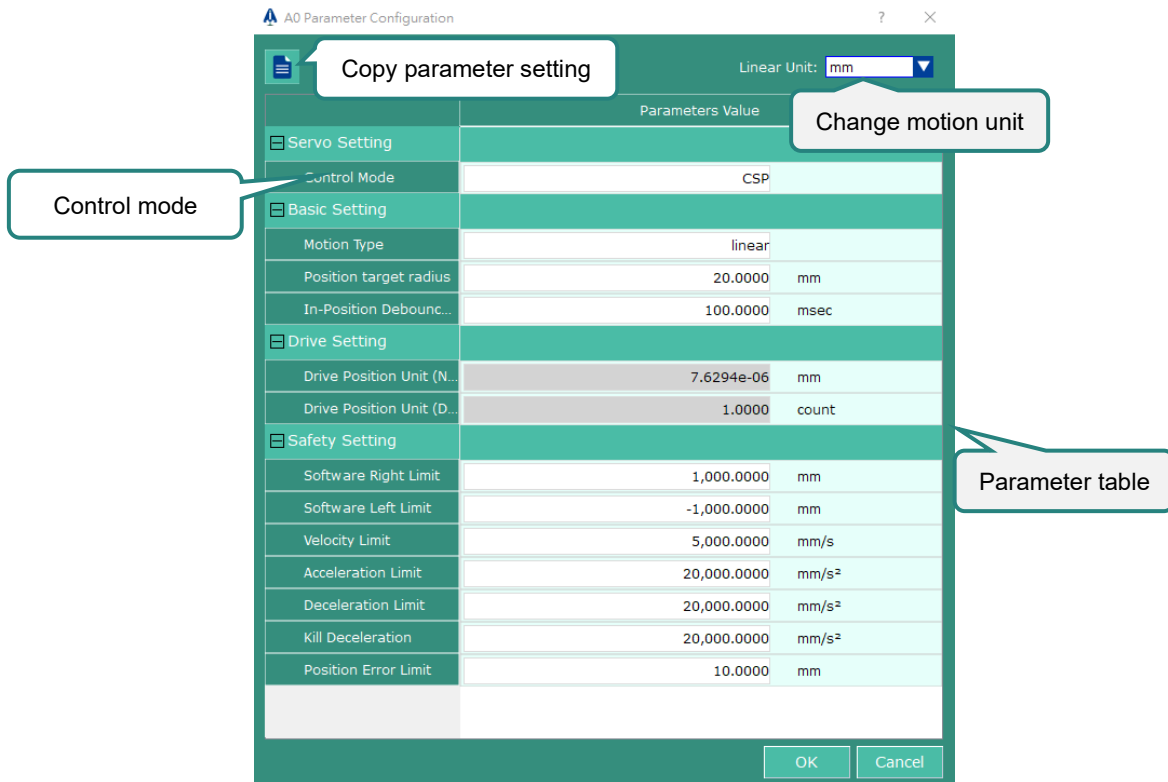 A0 Parameter Configuration ? ×
Copy parameter setting
Linear Unit: mm
Parameters Value
Change motion unit
Servo Setting
Control Mode CSP
Control mode
Basic Setting
Motion Type linear
Position target radius 20.0000 mm
In-Position Debounc... 100.0000 msec
Drive Setting
Drive Position Unit (N... 7.6294e-06 mm
Drive Position Unit (D... 1.0000 count
Safety Setting
Software Right Limit 1,000.0000 mm
Parameter table
Software Left Limit -1,000.0000 mm
Velocity Limit 5,000.0000 mm/s
Acceleration Limit 20,000.0000 mm/s²
Deceleration Limit 20,000.0000 mm/s²
Kill Deceleration 20,000.0000 mm/s²
Position Error Limit 10.0000 mm
OK Cancel